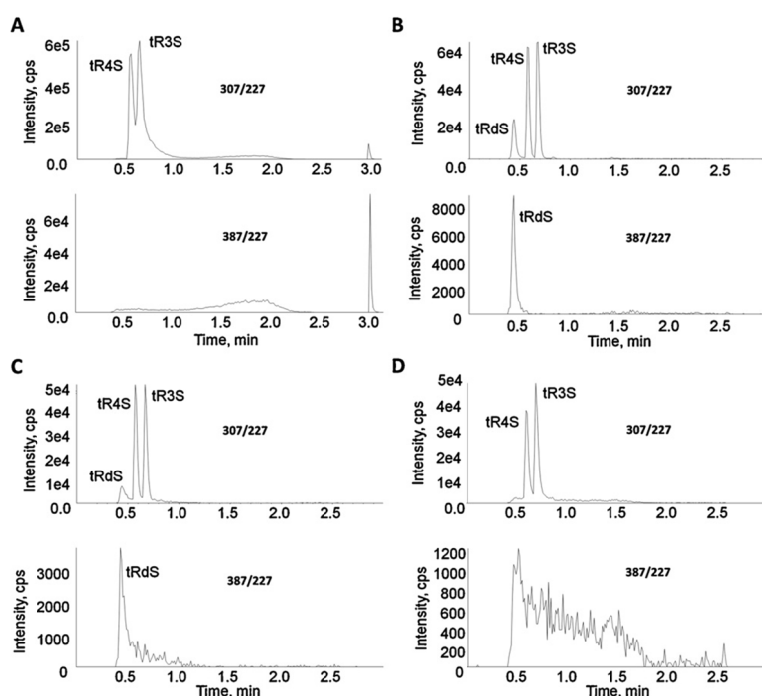 A
Intensity, cps
6e5
4e5
2e5
0.0
tR4S
tR3S
307/227
0.5 1.0 1.5 2.0 2.5 3.0
Intensity, cps
6e4
4e4
2e4
0.0
387/227
0.5 1.0 1.5 2.0 2.5 3.0
Time, min
B
Intensity, cps
6e4
4e4
2e4
0.0
tRdS
tR4S
tR3S
307/227
0.5 1.0 1.5 2.0 2.5
Intensity, cps
8000
6000
4000
2000
0
tRdS
387/227
0.5 1.0 1.5 2.0 2.5
Time, min
C
Intensity, cps
5e4
4e4
3e4
2e4
1e4
0.0
tRdS
tR4S
tR3S
307/227
0.5 1.0 1.5 2.0 2.5
Intensity, cps
3000
2000
1000
0
tRdS
387/227
0.5 1.0 1.5 2.0 2.5
Time, min
D
Intensity, cps
5e4
4e4
3e4
2e4
1e4
0.0
tR4S
tR3S
307/227
0.5 1.0 1.5 2.0 2.5
Intensity, cps
1200
1000
800
600
400
200
0
387/227
0.5 1.0 1.5 2.0 2.5
Time, min